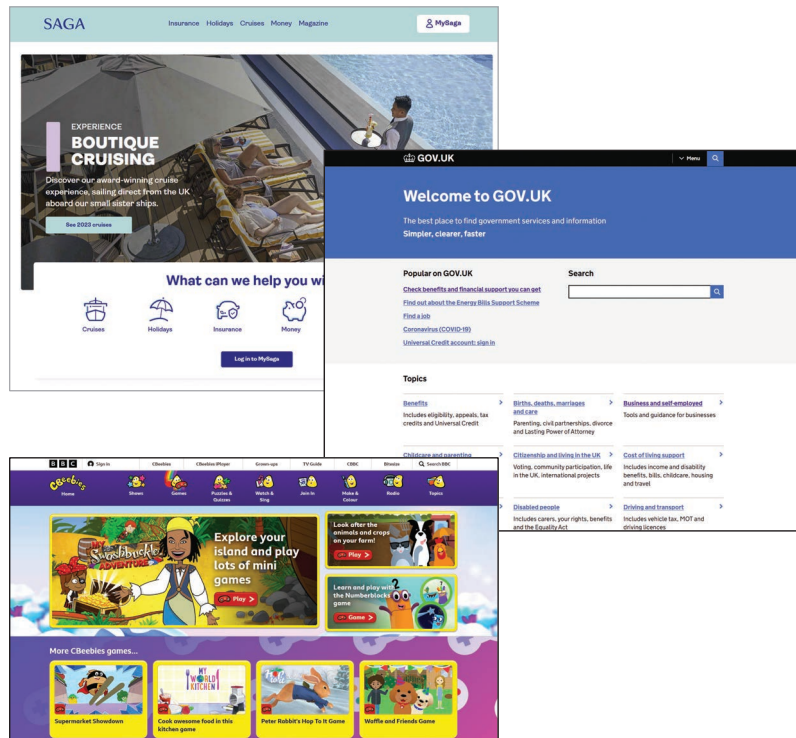 SAGA
Insurance Holidays Cruises Money Magazine
MySaga
EXPERIENCE
BOUTIQUE
CRUISING
Discover our award-winning cruise
experience, sailing direct from the UK
aboard our small sister ships.
See 2023 cruises
What can we help you wi
Cruises
Holidays
Insurance
Money
Log in to MySaga
GOV.UK
Menu
Welcome to GOV.UK
The best place to find government services and information
Simpler, clearer, faster
Popular on GOV.UK
Check benefits and financial support you can get
Find out about the Energy Bills Support Scheme
Find a job
Coronavirus (COVID-19)
Universal Credit account: sign in
Search
Topics
Benefits
Includes eligibility, appeals, tax
credits and Universal Credit
Births, deaths, marriages
and care
Parenting, civil partnerships, divorce
and Lasting Power of Attorney
Business and self-employed
Tools and guidance for businesses
Childcare and parenting
Citizenship and living in the UK
Voting, community participation, life
in the UK, international projects
Cost of living support
Includes income and disability
benefits, bills, childcare, housing
and travel
Disabled people
Includes carers, your rights, benefits
and the Equality Act
Driving and transport
Includes vehicle tax, MOT and
driving licences
BBC
Sign in
CBeebies
CBeebies iPlayer
Grown-ups
TV Guide
CBBC
Bitesize
Search BBC
CBeebies
Home
Shows
Games
Puzzles &
Quizzes
Watch &
Sing
Join in
Make &
Colour
Radio
Topics
Swashbuckle
ADVENTURE
Explore your
island and play
lots of mini
games
Play
Look after the
animals and crops
on your farm!
Play
Learn and play with
the Numberblocks
game
Game
2
More CBeebies games...
MY
WORLD
KITCHEN
Supermarket Showdown
Cook awesome food in this
kitchen game
Peter Rabbit's Hop To It Game
Waffle and Friends Game